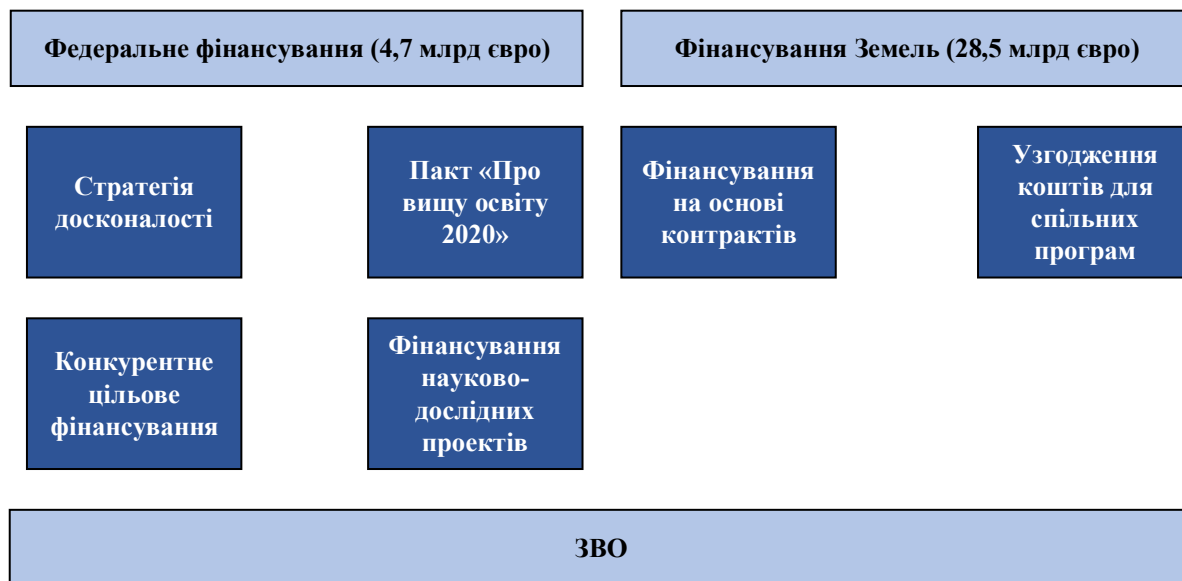 Федеральне фінансування (4,7 млрд євро)
Фінансування Земель (28,5 млрд євро)
Стратегія
досконалості
Пакт «Про
вищу освіту
2020»
Фінансування
на основі
контрактів
Узгодження
коштів для
спільних
програм
Конкурентне
цільове
фінансування
Фінансування
науково-
дослідних
проектів
ЗВО